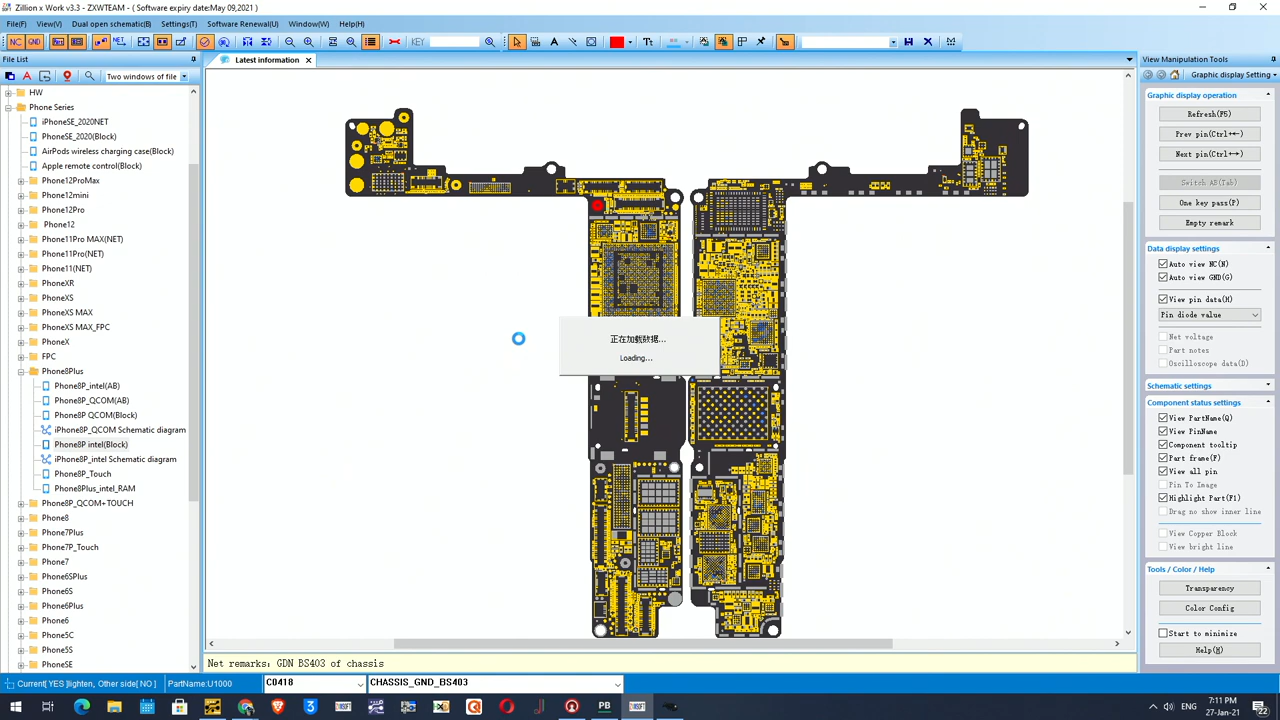 Zillion x Work v3.3 - ZXWTEAM - ( Software expiry date:May 09,2021 )
File(F) View(V) Dual open schematic(B) Settings(T) Software Renewal(U) Window(W) Help(H)
NC GND NET KEY
File List
Latest information
View Manipulation Tools
Two windows of file
Graphic display Setting
HW
Phone Series
iPhoneSE_2020NET
PhoneSE_2020(Block)
AirPods wireless charging case(Block)
Apple remote control(Block)
Phone12ProMax
Phone12mini
Phone12Pro
Phone12
Phone11Pro MAX(NET)
Phone11Pro(NET)
Phone11(NET)
PhoneXR
PhoneXS
PhoneXS MAX
PhoneXS MAX_FPC
PhoneX
FPC
Phone8Plus
Phone8P_intel(AB)
Phone8P_QCOM(AB)
Phone8P QCOM(Block)
iPhone8P_QCOM Schematic diagram
Phone8P intel(Block)
iPhone8P_intel Schematic diagram
Phone8P_Touch
Phone8Plus_intel_RAM
Phone8P_QCOM+TOUCH
Phone8
Phone7Plus
Phone7P_Touch
Phone7
Phone6SPlus
Phone6S
Phone6Plus
Phone6
Phone5C
Phone5S
PhoneSE
正在加载数据...
Loading...
Graphic display operation
Refresh(F5)
Prev pin(Ctrl+←)
Next pin(Ctrl+→)
Switch AB(Tab)
One key pass(P)
Empty remark
Data display settings
Auto view NC(N)
Auto view GND(G)
View pin data(M)
Pin diode value
Net voltage
Part notes
Oscilloscope data(D)
Schematic settings
Component status settings
View PartName(Q)
View PinName
Component tooltip
Part frame(F)
View all pin
Pin To Image
Highlight Part(F1)
Drag no show inner line
View Copper Block
View bright line
Tools / Color / Help
Transparency
Color Config
Start to minimize
Help(H)
Net remarks: GDN BS403 of chassis
Current[ YES ]lighten, Other side[ NO ] PartName:U1000 C0418 CHASSIS_GND_BS403
PB
ENG
7:11 PM
27-Jan-21
22